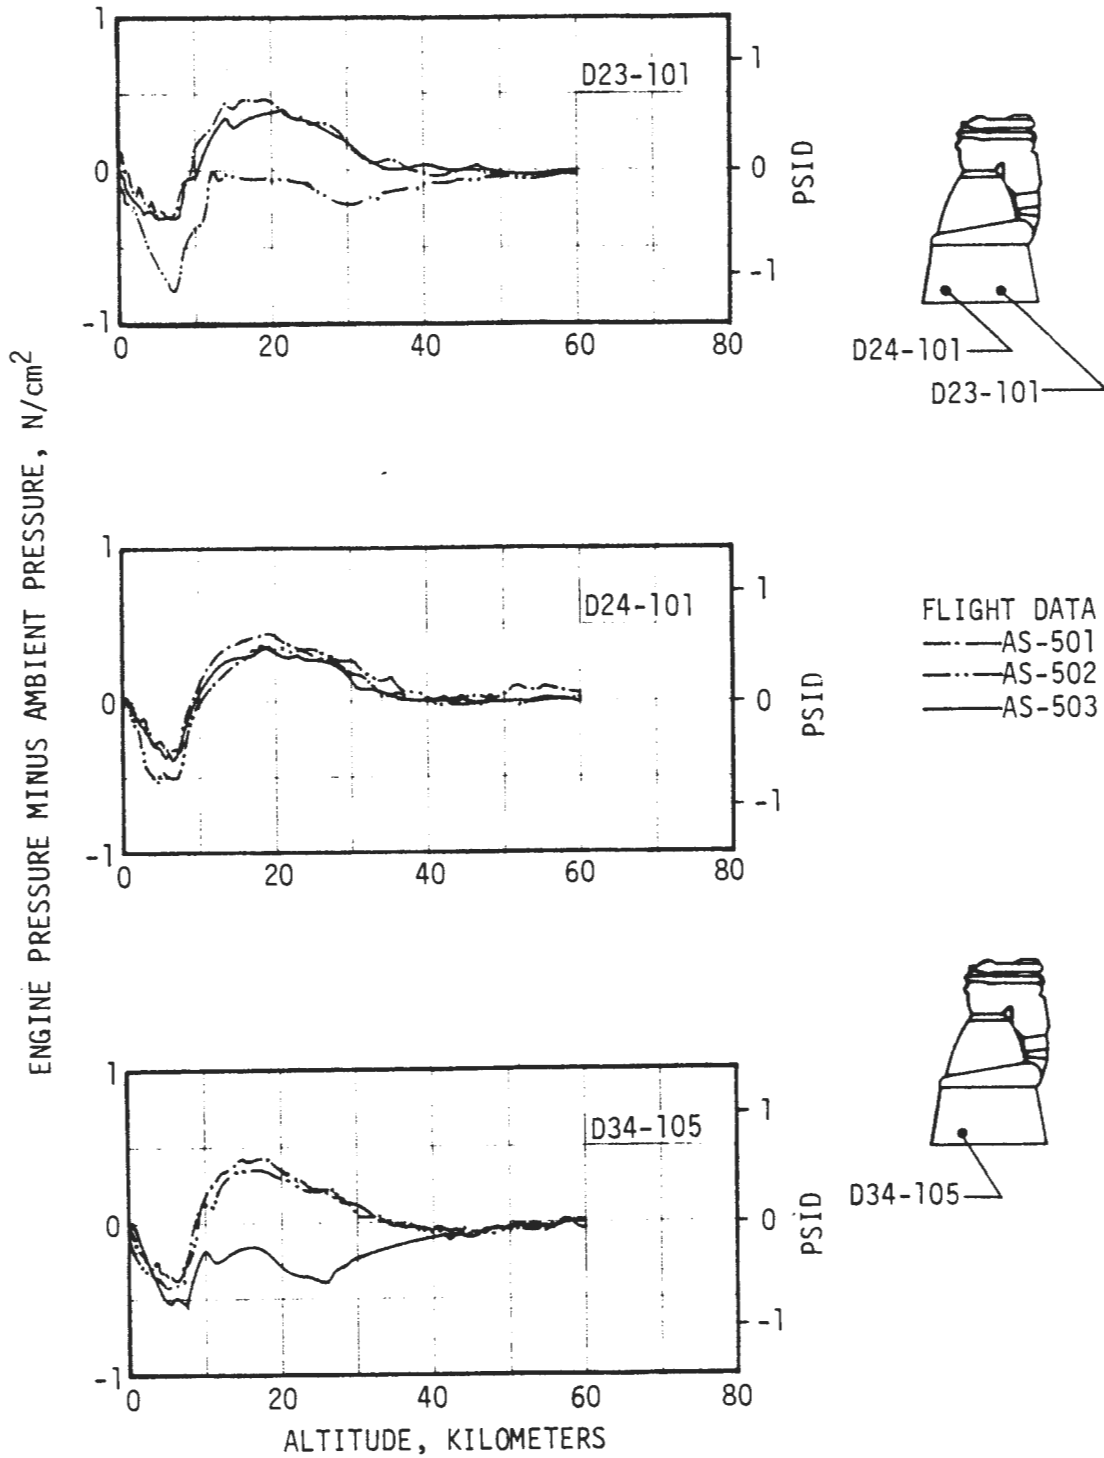 ENGINE PRESSURE MINUS AMBIENT PRESSURE, N/cm²
1
0
-1
0
20
40
60
80
D23-101
1
0
-1
PSID
D24-101
D23-101
1
0
-1
0
20
40
60
80
D24-101
1
0
-1
PSID
FLIGHT DATA
AS-501
AS-502
AS-503
1
0
-1
0
20
40
60
80
D34-105
1
0
-1
PSID
D34-105
ALTITUDE, KILOMETERS